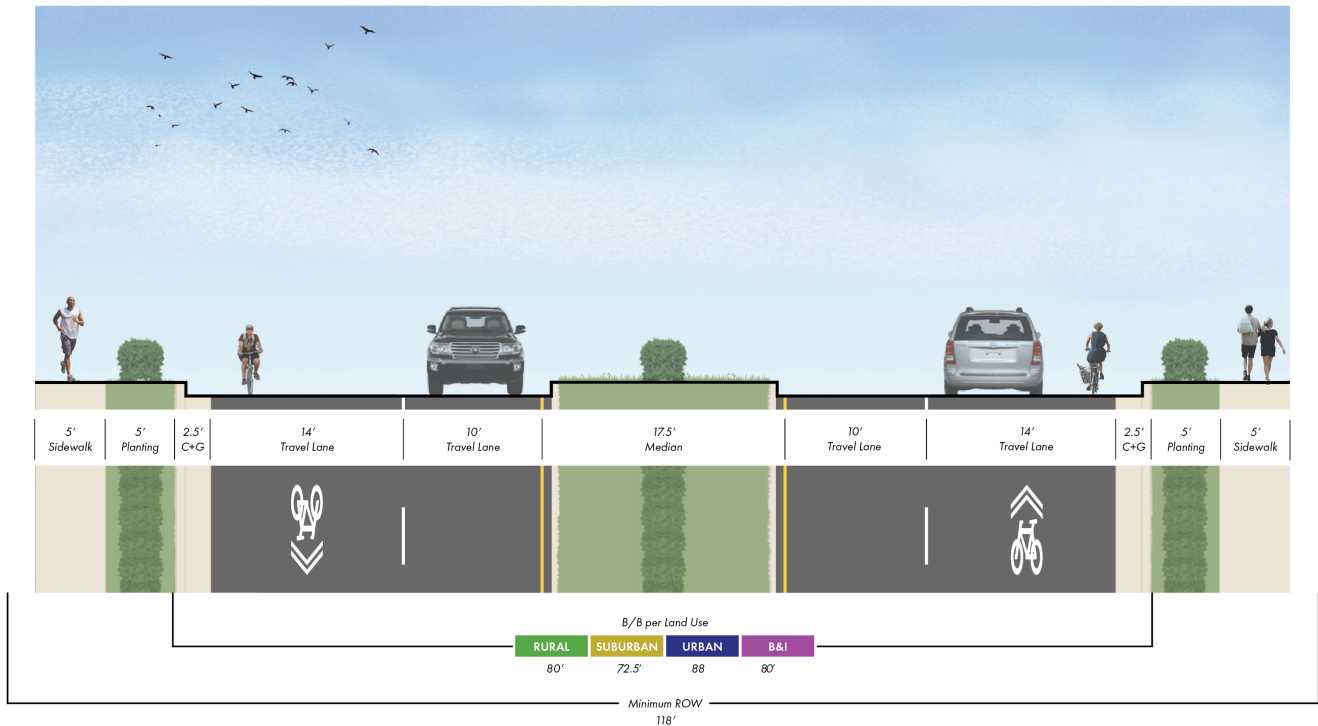 5’ Sidewalk
5’ Planting
2.5’ C+G
14’ Travel Lane
10’ Travel Lane
17.5’ Median
10’ Travel Lane
14’ Travel Lane
2.5’ C+G
5’ Planting
5’ Sidewalk
B/B per Land Use
RURAL SUBURBAN URBAN B&I
80’ 72.5’ 88 80’
Minimum ROW
118’